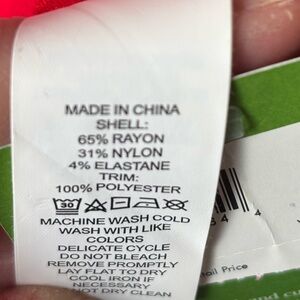 MADE IN CHINA
SHELL:
65% RAYON
31% NYLON
4% ELASTANE
TRIM:
100% POLYESTER
30
MACHINE WASH COLD
WASH WITH LIKE
COLORS
DELICATE CYCLE
DO NOT BLEACH
REMOVE PROMPTLY
LAY FLAT TO DRY
COOL IRON IF
NECESSARY
NOT DRY CLEAN
4
Price